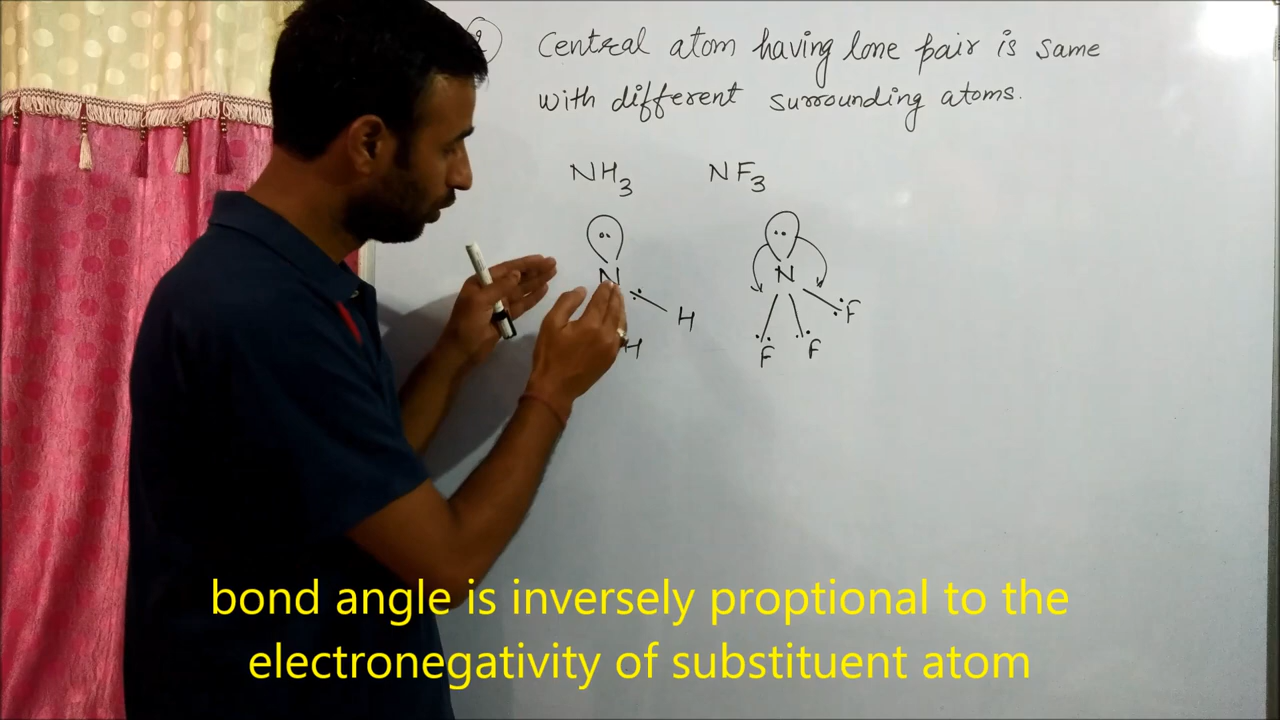 2 Central atom having lone pair is same
with different surrounding atoms.
NH3 NF3
N N
H F
H F F
bond angle is inversely proptional to the
electronegativity of substituent atom